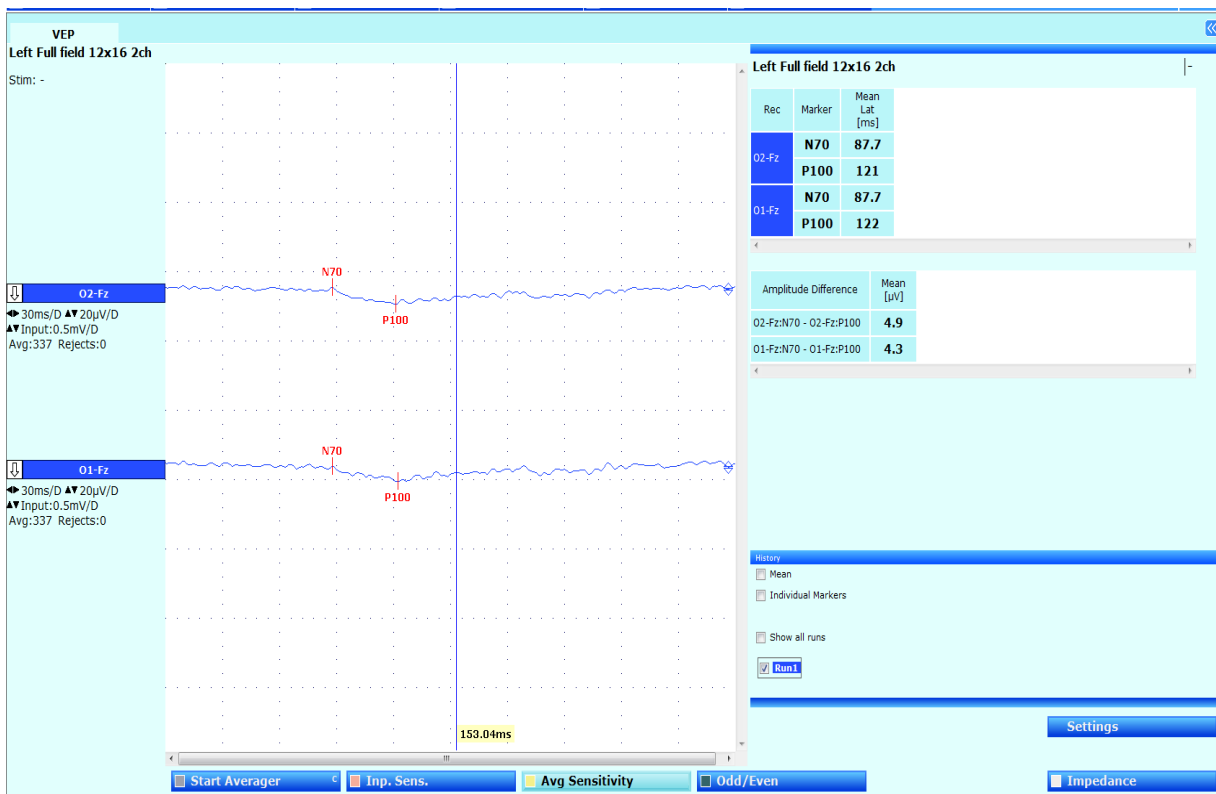 VEP
Left Full field 12x16 2ch
Stim: -
N70
O2-Fz
P100
30ms/D 20µV/D
Input:0.5mV/D
Avg:337 Rejects:0
N70
O1-Fz
P100
30ms/D 20µV/D
Input:0.5mV/D
Avg:337 Rejects:0
153.04ms
Start Averager c
Inp. Sens.
Avg Sensitivity
Odd/Even
Left Full field 12x16 2ch
-
Rec Marker Mean Lat [ms]
O2-Fz N70 87.7
P100 121
O1-Fz N70 87.7
P100 122
Amplitude Difference Mean [µV]
O2-Fz:N70 - O2-Fz:P100 4.9
O1-Fz:N70 - O1-Fz:P100 4.3
History
Mean
Individual Markers
Show all runs
Run1
Settings
Impedance